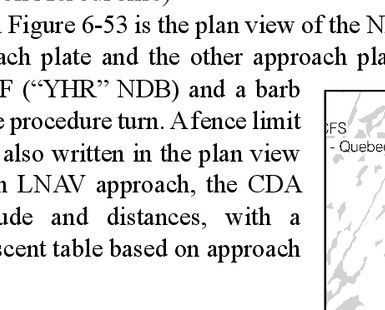 Figure 6-53 is the plan view of the
ach plate and the other approach
F (“YHR” NDB) and a barb
procedure turn. A fence limit
also written in the plan view
LNAV approach, the CDA
ude and distances, with a
scent table based on approach
CFS
- Quebec